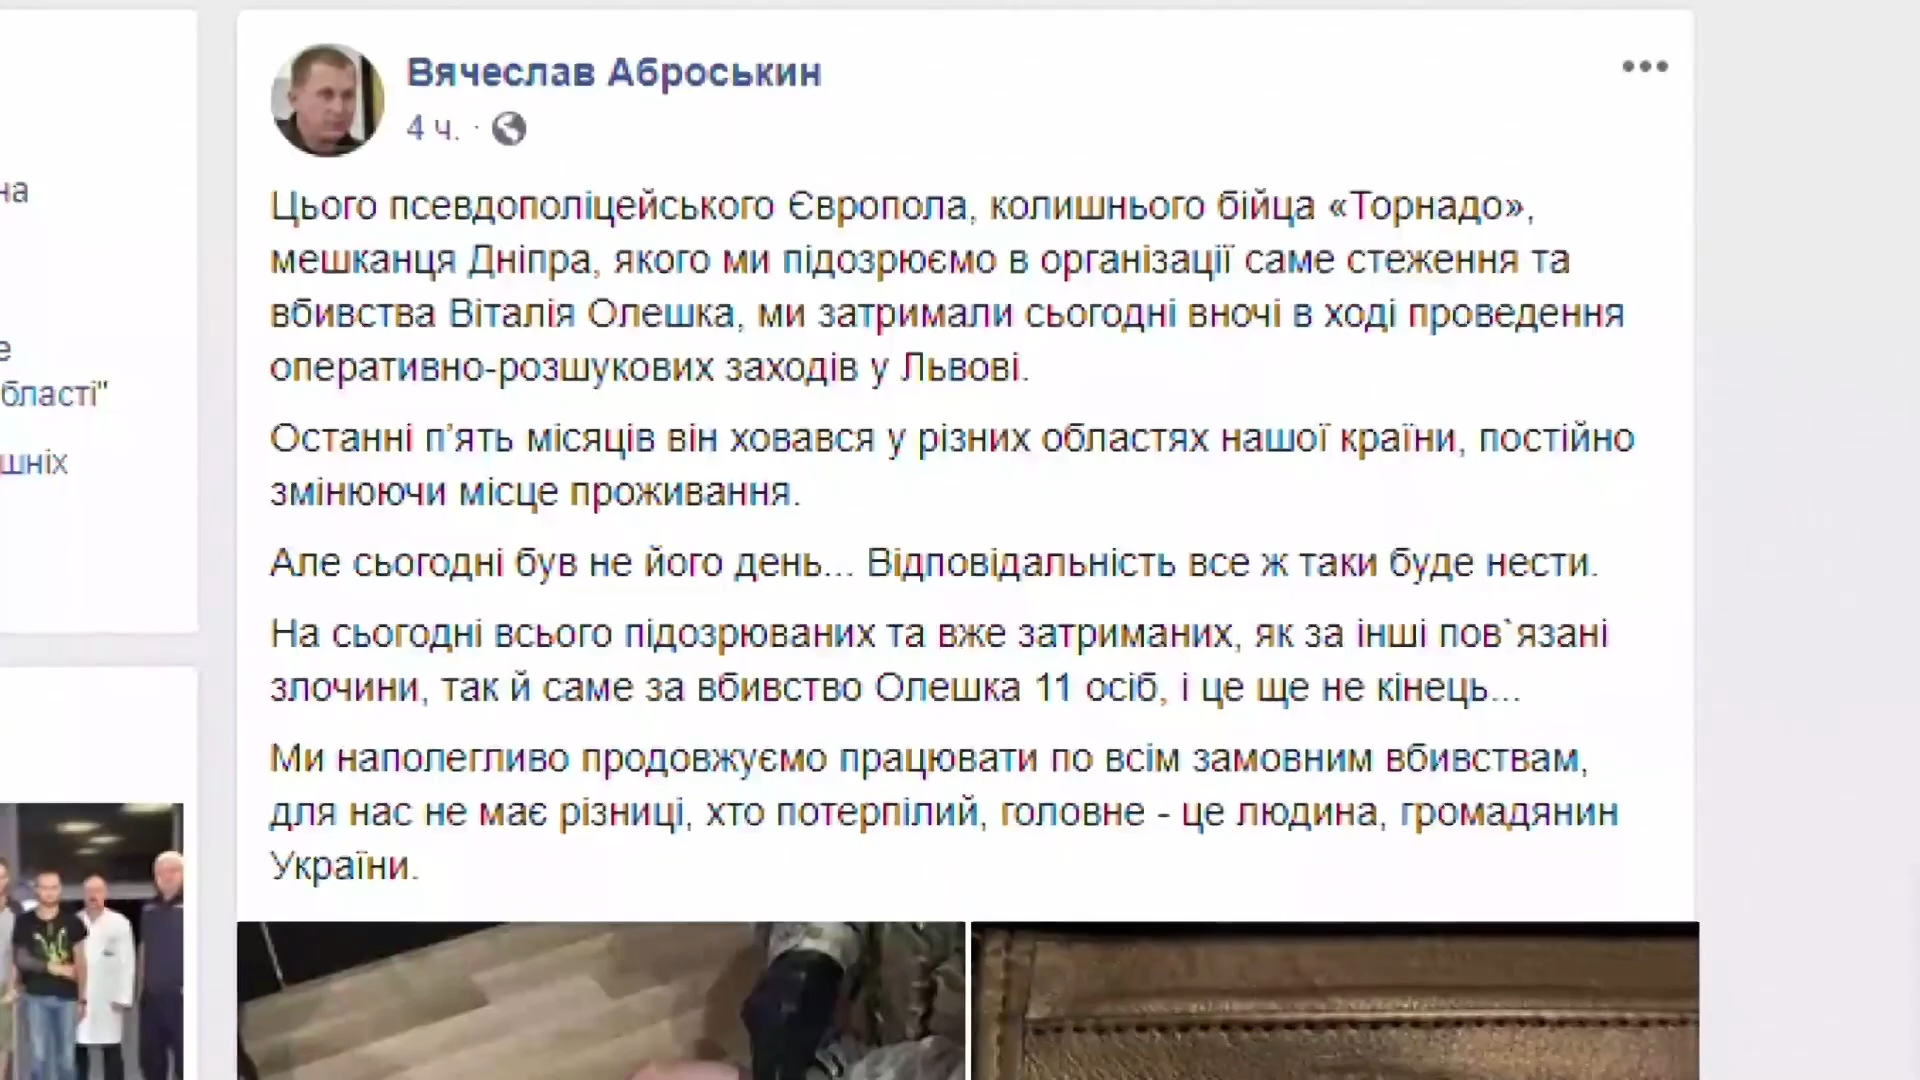 Вячеслав Аброськин
4 ч. ·
на
е
бласті"
шніх
Цього псевдополіцейського Європола, колишнього бійца «Торнадо»,
мешканця Дніпра, якого ми підозрюємо в організації саме стеження та
вбивства Віталія Олешка, ми затримали сьогодні вночі в ході проведення
оперативно-розшукових заходів у Львові.
Останні п'ять місяців він ховався у різних областях нашої країни, постійно
змінюючи місце проживання.
Але сьогодні був не його день... Відповідальність все ж таки буде нести.
На сьогодні всього підозрюваних та вже затриманих, як за інші пов`язані
злочини, так й саме за вбивство Олешка 11 осіб, і це ще не кінець...
Ми наполегливо продовжуємо працювати по всім замовним вбивствам,
для нас не має різниці, хто потерпілий, головне - це людина, громадянин
України.